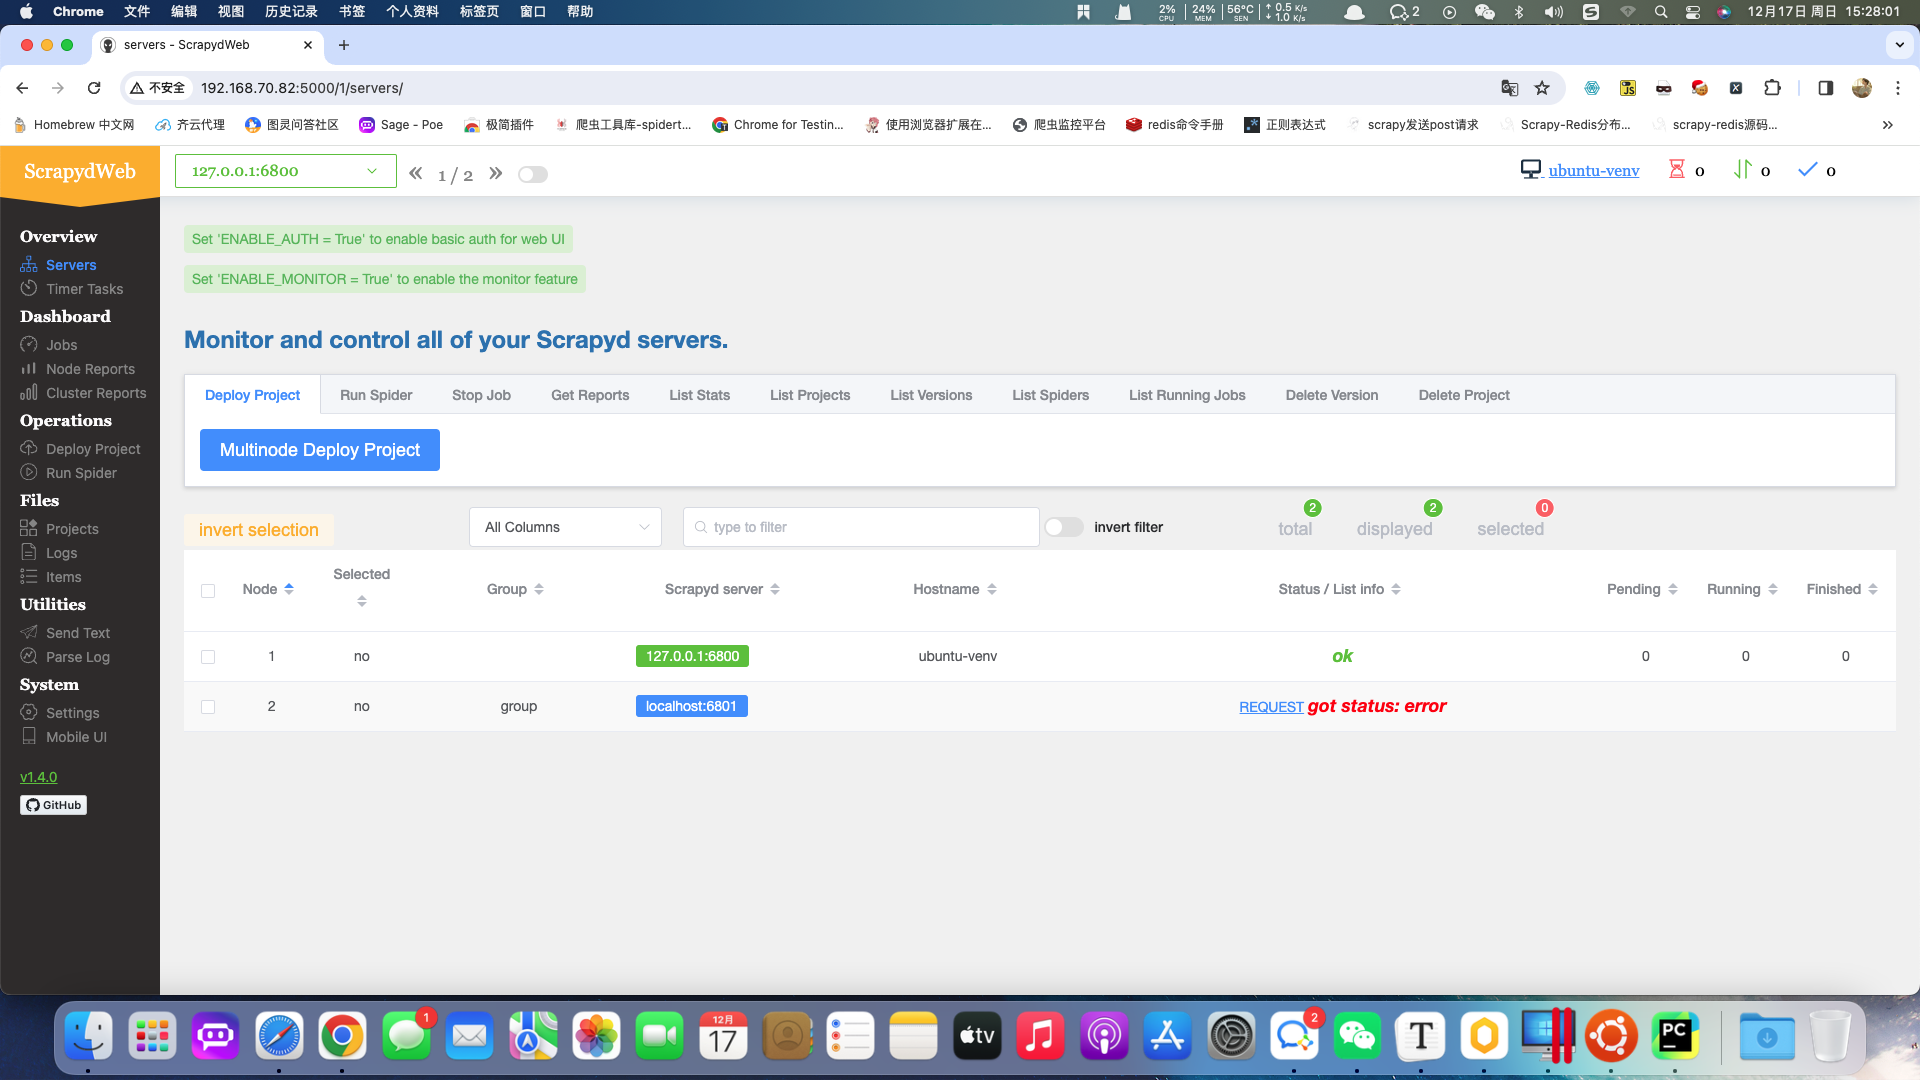 Chrome 文件 编辑 视图 历史记录 书签 个人资料 标签页 窗口 帮助 2% CPU 24% MEM 56°C SEN ↑ 0.5 K/s ↓ 1.0 K/s 2 12月17日 周日 15:28:01
servers - ScrapydWeb
不安全 192.168.70.82:5000/1/servers/
Homebrew 中文网 齐云代理 图灵问答社区 Sage - Poe 极简插件 爬虫工具库-spidert... Chrome for Testin... 使用浏览器扩展在... 爬虫监控平台 redis命令手册 正则表达式 scrapy发送post请求 Scrapy-Redis分布... scrapy-redis源码...
ScrapydWeb
127.0.0.1:6800 1 / 2 ubuntu-venv 0 0 0
Set 'ENABLE_AUTH = True' to enable basic auth for web UI
Set 'ENABLE_MONITOR = True' to enable the monitor feature
Overview
Servers
Timer Tasks
Dashboard
Jobs
Node Reports
Cluster Reports
Operations
Deploy Project
Run Spider
Files
Projects
Logs
Items
Utilities
Send Text
Parse Log
System
Settings
Mobile UI
v1.4.0
GitHub
Monitor and control all of your Scrapyd servers.
Deploy Project Run Spider Stop Job Get Reports List Stats List Projects List Versions List Spiders List Running Jobs Delete Version Delete Project
Multinode Deploy Project
invert selection All Columns type to filter invert filter total 2 displayed 2 selected 0
Node Selected Group Scrapyd server Hostname Status / List info Pending Running Finished
1 no 127.0.0.1:6800 ubuntu-venv ok 0 0 0
2 no group localhost:6801 REQUEST got status: error
1 12月 17 tv 2 T PC